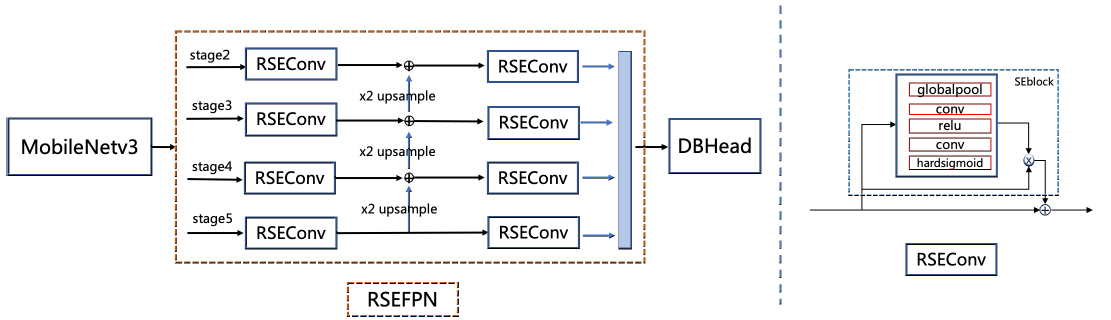 MobileNetv3
stage2
RSEConv
RSEConv
x2 upsample
stage3
RSEConv
RSEConv
x2 upsample
stage4
RSEConv
RSEConv
x2 upsample
stage5
RSEConv
RSEConv
DBHead
RSEFPN
SEblock
globalpool
conv
relu
conv
hardsigmoid
x
RSEConv